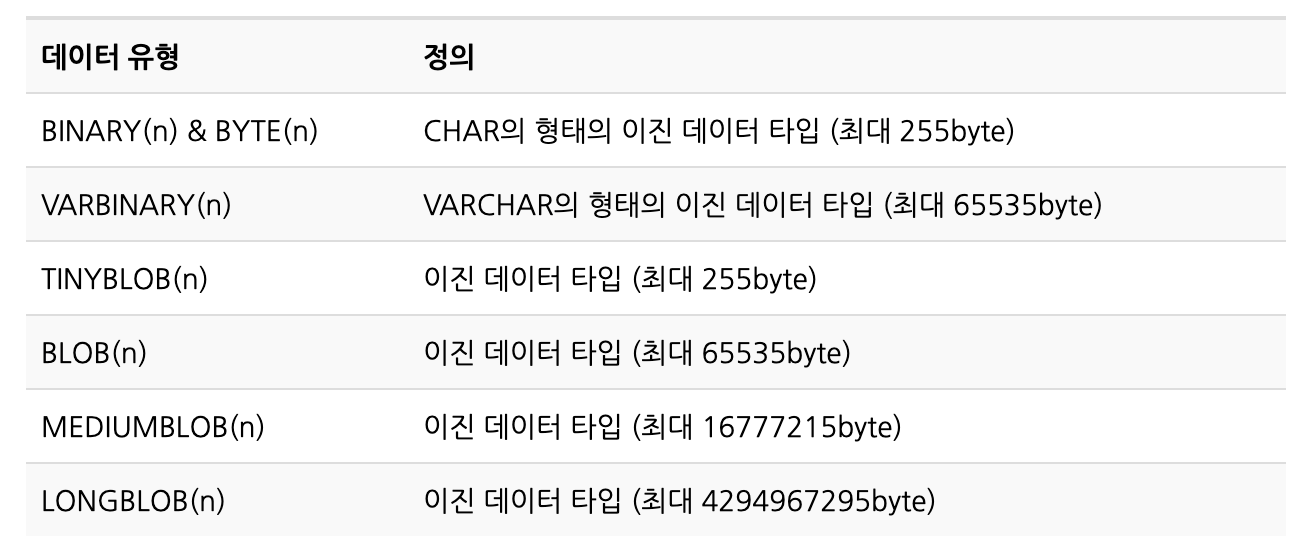 데이터 유형 정의
BINARY(n) & BYTE(n) CHAR의 형태의 이진 데이터 타입 (최대 255byte)
VARBINARY(n) VARCHAR의 형태의 이진 데이터 타입 (최대 65535byte)
TINYBLOB(n) 이진 데이터 타입 (최대 255byte)
BLOB(n) 이진 데이터 타입 (최대 65535byte)
MEDIUMBLOB(n) 이진 데이터 타입 (최대 16777215byte)
LONGBLOB(n) 이진 데이터 타입 (최대 4294967295byte)